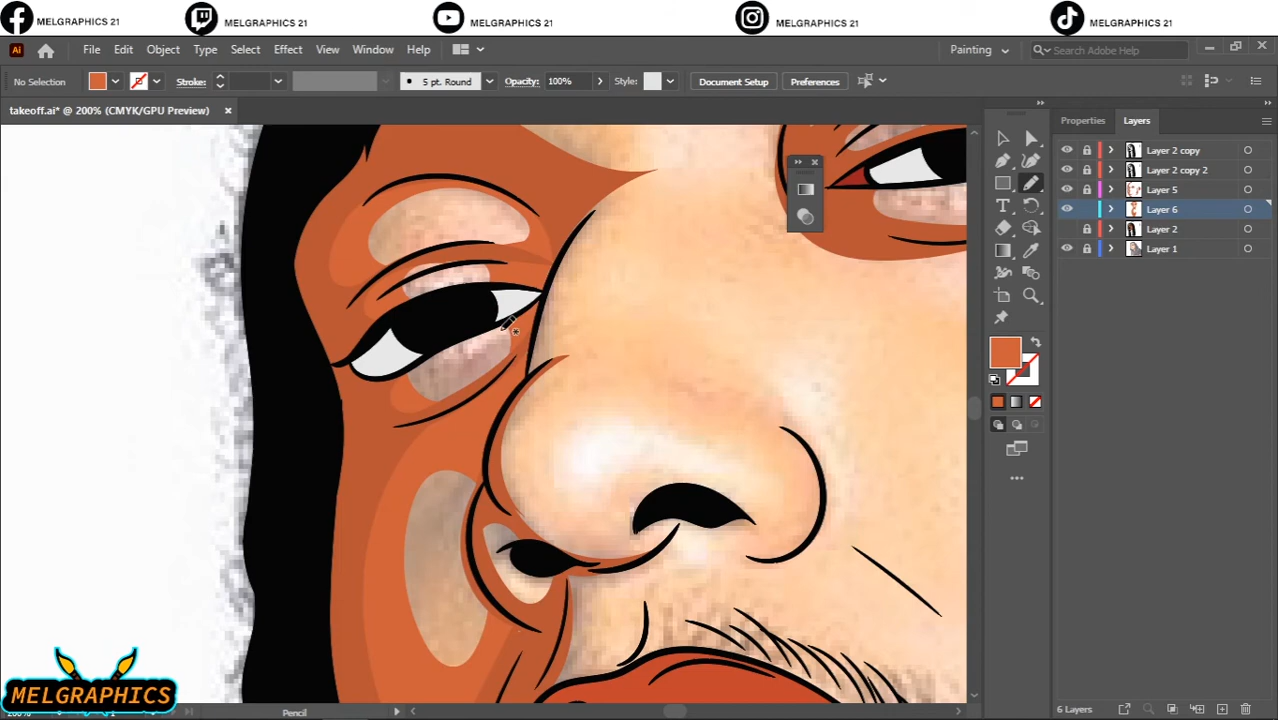 MELGRAPHICS 21 MELGRAPHICS 21 MELGRAPHICS 21 MELGRAPHICS 21 MELGRAPHICS 21
Ai File Edit Object Type Select Effect View Window Help Painting Search Adobe Help
No Selection Stroke: 5 pt. Round Opacity: 100% Style: Document Setup Preferences
takeoff.ai* @ 200% (CMYK/GPU Preview)
Properties Layers
Layer 2 copy
Layer 2 copy 2
Layer 5
Layer 6
Layer 2
Layer 1
MELGRAPHICS
Pencil
6 Layers